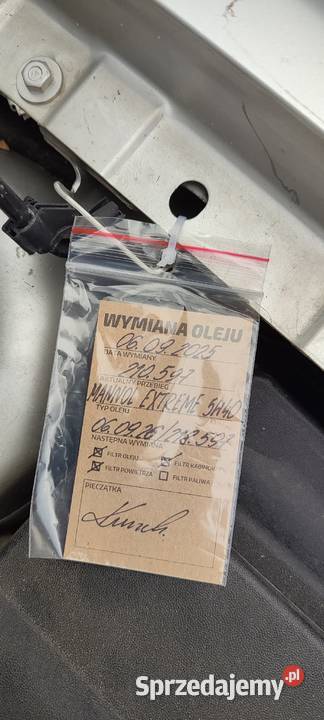 WYMIANA OLEJU
06.09.2025
DATA WYMIANY
210.597
AKTUALNY PRZEBIEG
MANNOL EXTREME 5W40
TYP OLEJU
06.09.26/218.597
NASTĘPNA WYMIANA
FILTR OLEJU FILTR KABINOWY
FILTR POWIETRZA FILTR PALIWA
PIECZĄTKA
Sprzedajemy.pl